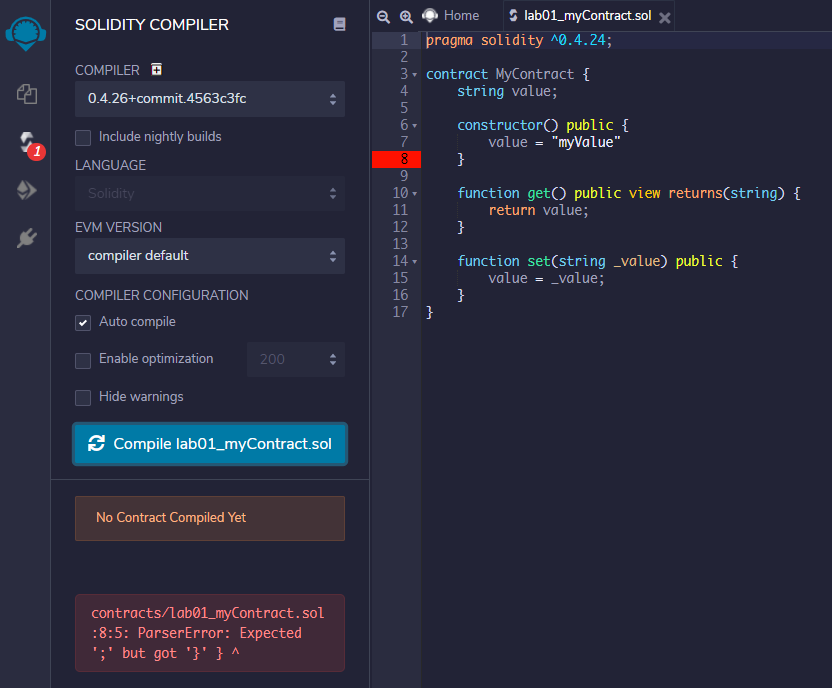 SOLIDITY COMPILER
COMPILER
0.4.26+commit.4563c3fc
Include nightly builds
1
LANGUAGE
Solidity
EVM VERSION
compiler default
COMPILER CONFIGURATION
Auto compile
Enable optimization
200
Hide warnings
Compile lab01_myContract.sol
No Contract Compiled Yet
contracts/lab01_myContract.sol
:8:5: ParserError: Expected
';' but got '}' } ^
Home
lab01_myContract.sol
1 pragma solidity ^0.4.24;
2
3 contract MyContract {
4     string value;
5
6     constructor() public {
7         value = "myValue"
8     }
9
10     function get() public view returns(string) {
11         return value;
12     }
13
14     function set(string _value) public {
15         value = _value;
16     }
17 }